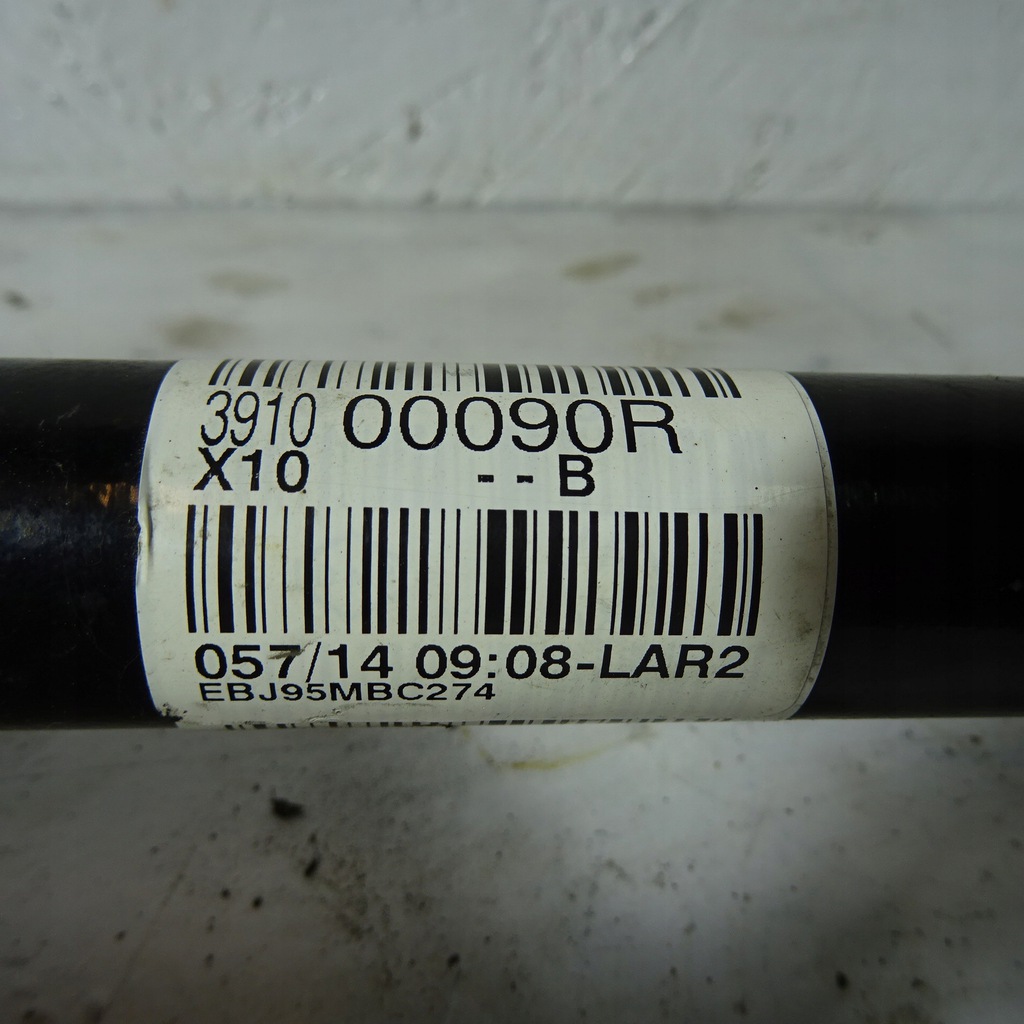 3910 00090R
X10 --B
057/14 09:08-LAR2
EBJ95MBC274